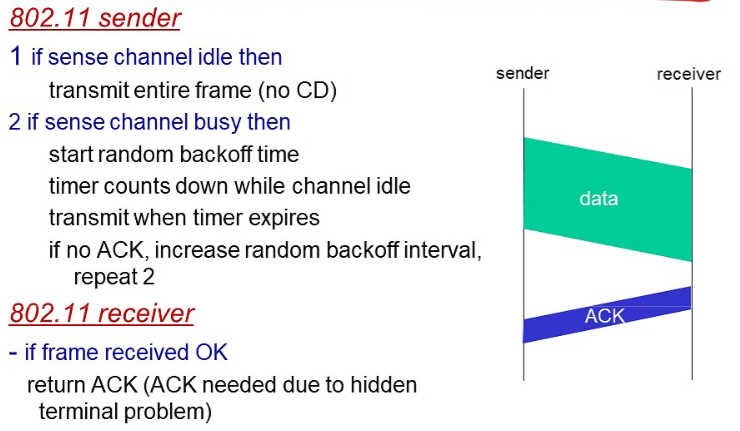 802.11 sender
1 if sense channel idle then
transmit entire frame (no CD)
2 if sense channel busy then
start random backoff time
timer counts down while channel idle
transmit when timer expires
if no ACK, increase random backoff interval,
repeat 2
802.11 receiver
- if frame received OK
return ACK (ACK needed due to hidden
terminal problem)
sender
receiver
data
ACK